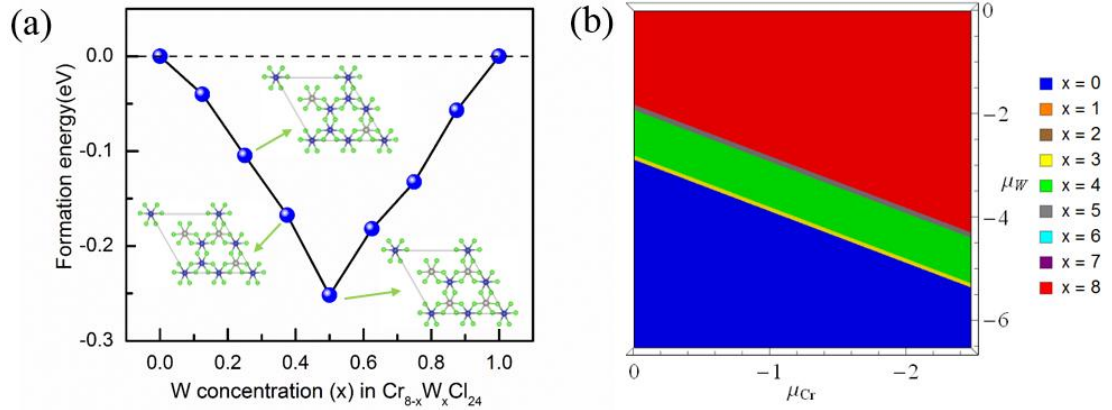 (a)
Formation energy(eV)
0.0
-0.1
-0.2
-0.3
0.0 0.2 0.4 0.6 0.8 1.0
W concentration (x) in Cr8-xWxCl24
(b)
0
−2
μW
−4
−6
0 −1 −2
μCr
x = 0
x = 1
x = 2
x = 3
x = 4
x = 5
x = 6
x = 7
x = 8